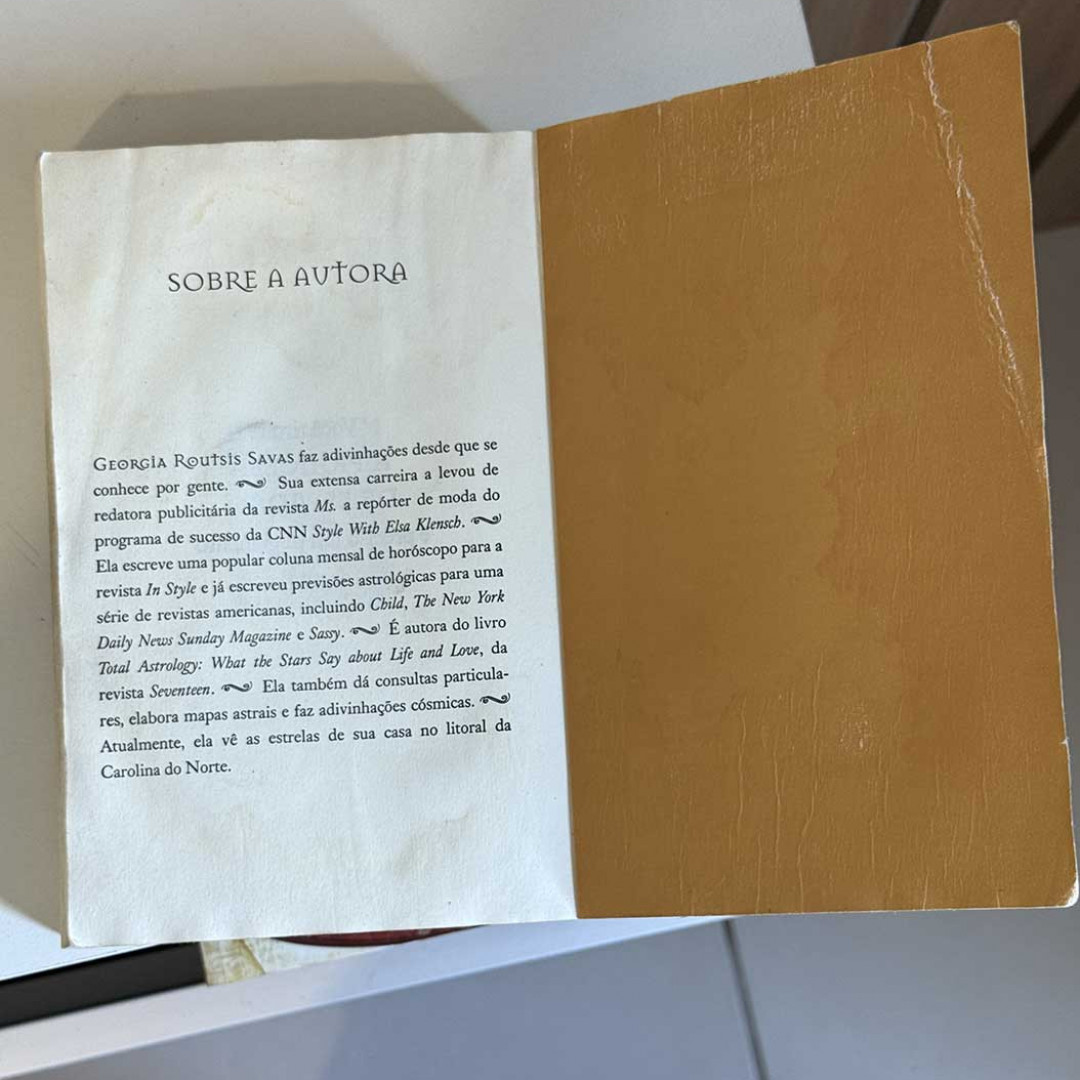 SOBRE A AUTORA
GEORGIA ROUTSIS SAVAS faz adivinhações desde que se
conhece por gente. Sua extensa carreira a levou de
redatora publicitária da revista Ms. a repórter de moda do
programa de sucesso da CNN Style With Elsa Klensch.
Ela escreve uma popular coluna mensal de horóscopo para a
revista In Style e já escreveu previsões astrológicas para uma
série de revistas americanas, incluindo Child, The New York
Daily News Sunday Magazine e Sassy. É autora do livro
Total Astrology: What the Stars Say about Life and Love, da
revista Seventeen. Ela também dá consultas particula-
res, elabora mapas astrais e faz adivinhações cósmicas.
Atualmente, ela vê as estrelas de sua casa no litoral da
Carolina do Norte.